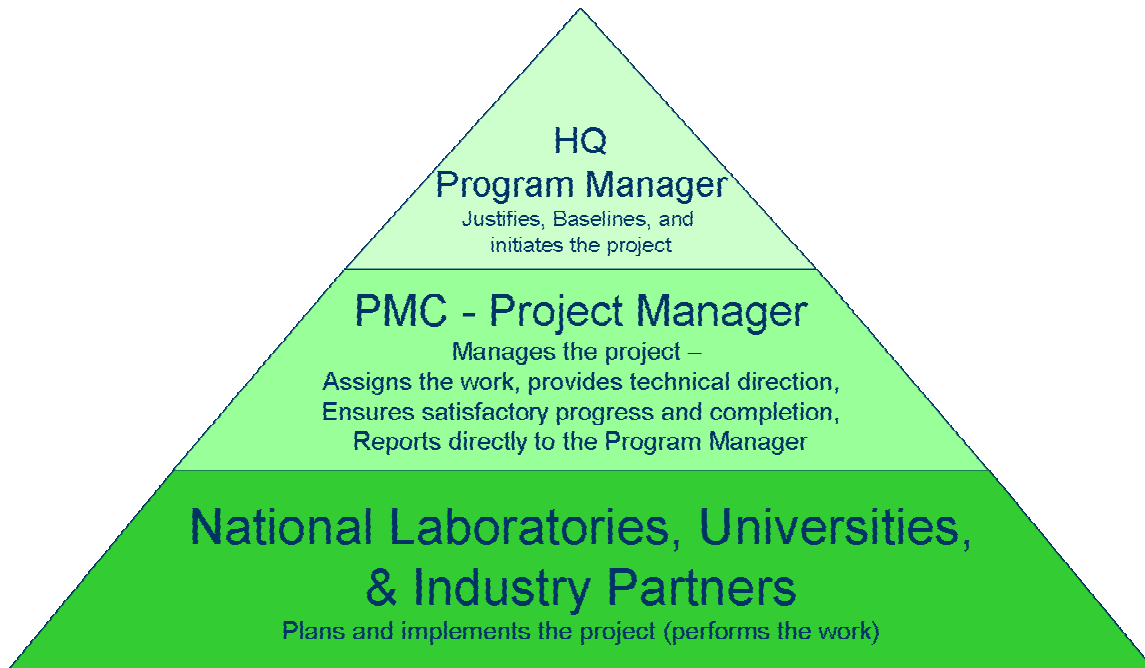 HQ
Program Manager
Justifies, Baselines, and
initiates the project
PMC - Project Manager
Manages the project –
Assigns the work, provides technical direction,
Ensures satisfactory progress and completion,
Reports directly to the Program Manager
National Laboratories, Universities,
& Industry Partners
Plans and implements the project (performs the work)